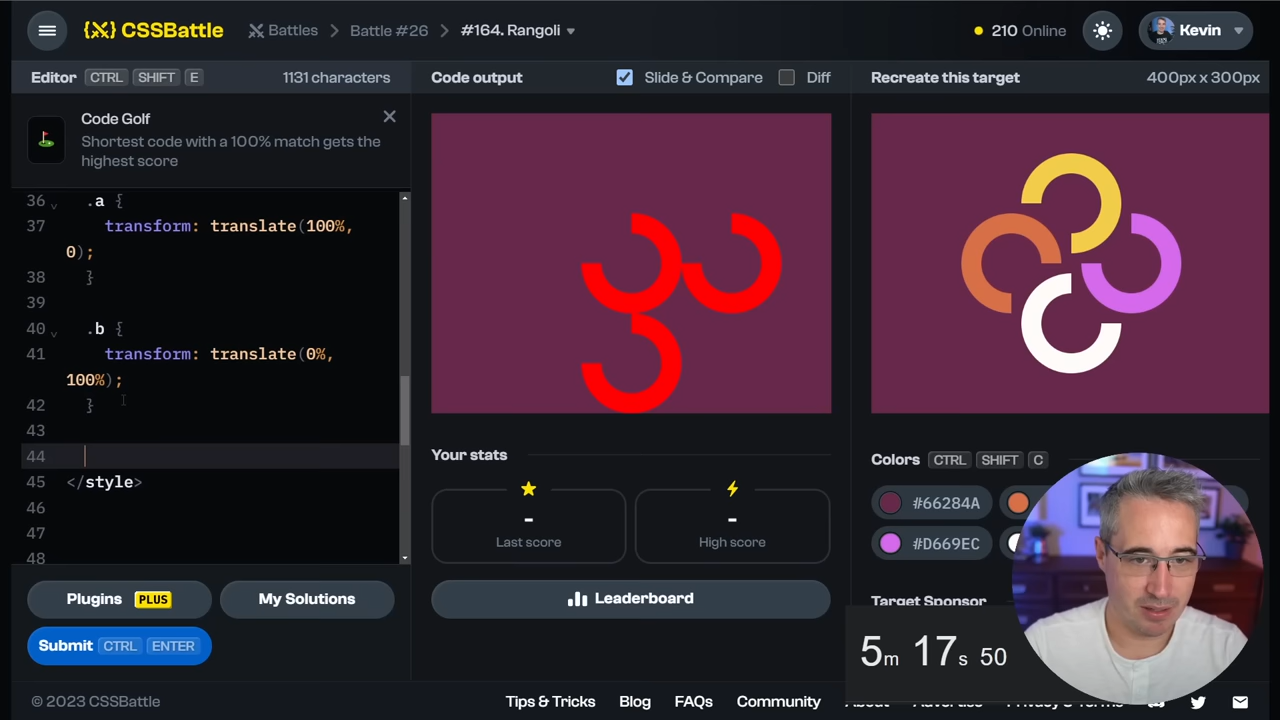 {X} CSSBattle
Battles
Battle #26
#164. Rangoli
210 Online
Kevin
Editor CTRL SHIFT E
1131 characters
Code output
Slide & Compare
Diff
Recreate this target
400px x 300px
Code Golf
Shortest code with a 100% match gets the
highest score
36 .a {
37 transform: translate(100%,
0);
38 }
39
40 .b {
41 transform: translate(0%,
100%);
42 }
43
44
45 </style>
46
47
48
Plugins PLUS
My Solutions
Submit CTRL ENTER
Your stats
-
Last score
-
High score
Leaderboard
Colors CTRL SHIFT C
#66284A
#D669EC
Target Sponsor
5m 17s 50
© 2023 CSSBattle
Tips & Tricks
Blog
FAQs
Community
About
Advertise
Privacy & Terms